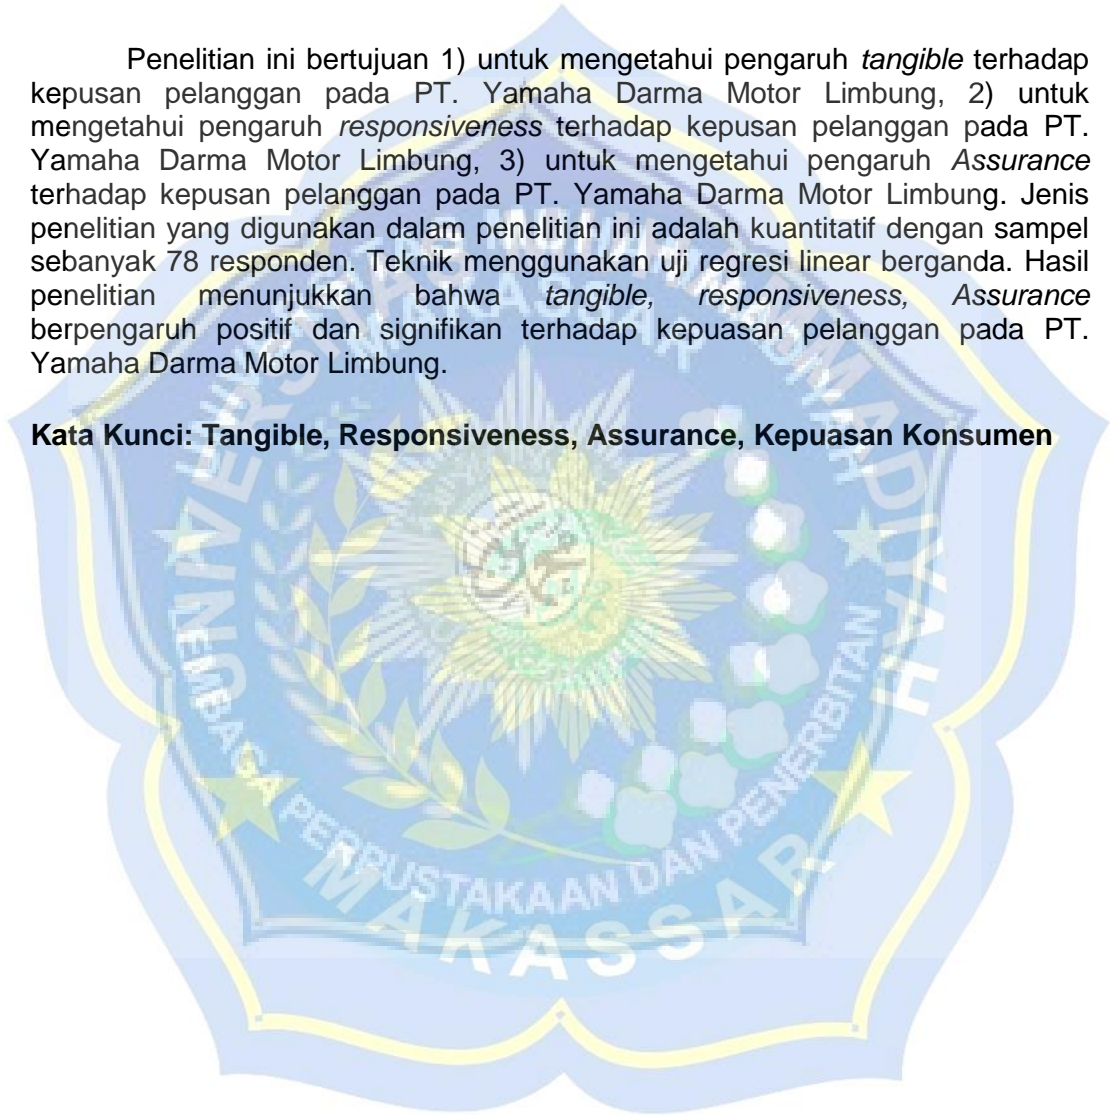 Penelitian ini bertujuan 1) untuk mengetahui pengaruh tangible terhadap
kepusan pelanggan pada PT. Yamaha Darma Motor Limbung, 2) untuk
mengetahui pengaruh responsiveness terhadap kepusan pelanggan pada PT.
Yamaha Darma Motor Limbung, 3) untuk mengetahui pengaruh Assurance
terhadap kepusan pelanggan pada PT. Yamaha Darma Motor Limbung. Jenis
penelitian yang digunakan dalam penelitian ini adalah kuantitatif dengan sampel
sebanyak 78 responden. Teknik menggunakan uji regresi linear berganda. Hasil
penelitian menunjukkan bahwa tangible, responsiveness, Assurance
berpengaruh positif dan signifikan terhadap kepuasan pelanggan pada PT.
Yamaha Darma Motor Limbung.
Kata Kunci: Tangible, Responsiveness, Assurance, Kepuasan Konsumen
UNIVERSITAS MUHAMMADIYAH
MAKASSAR
LEMBAGA PERPUSTAKAAN DAN PENERBITAN
MAKASSAR